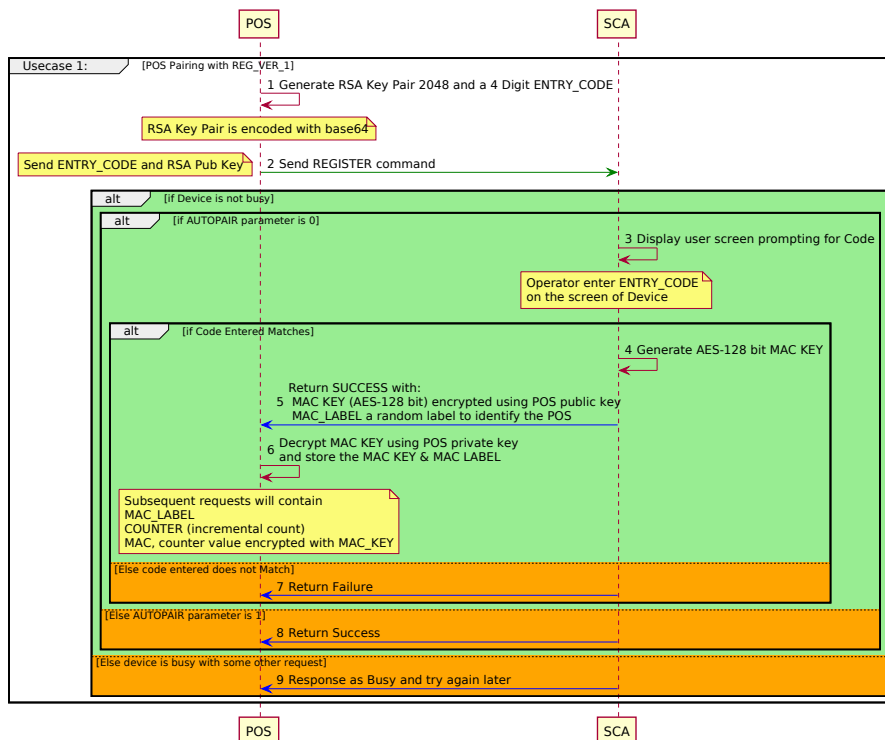 POS
SCA
Usecase 1:
[POS Pairing with REG_VER_1]
1 Generate RSA Key Pair 2048 and a 4 Digit ENTRY_CODE
RSA Key Pair is encoded with base64
Send ENTRY_CODE and RSA Pub Key
2 Send REGISTER command
alt
[if Device is not busy]
alt
[if AUTOPAIR parameter is 0]
3 Display user screen prompting for Code
Operator enter ENTRY_CODE
on the screen of Device
alt
[if Code Entered Matches]
4 Generate AES-128 bit MAC KEY
Return SUCCESS with:
5 MAC KEY (AES-128 bit) encrypted using POS public key
MAC_LABEL a random label to identify the POS
6 Decrypt MAC KEY using POS private key
and store the MAC KEY & MAC LABEL
Subsequent requests will contain
MAC_LABEL
COUNTER (incremental count)
MAC, counter value encrypted with MAC_KEY
[Else code entered does not Match]
7 Return Failure
[Else AUTOPAIR parameter is 1]
8 Return Success
[Else device is busy with some other request]
9 Response as Busy and try again later
POS
SCA